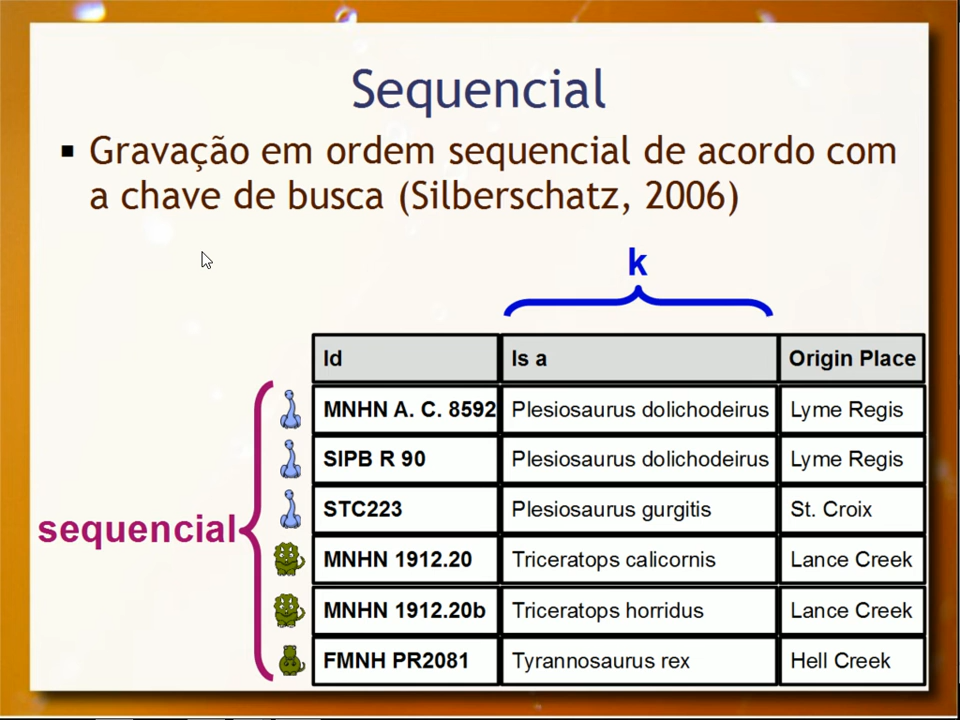 Sequencial
▪ Gravação em ordem sequencial de acordo com
a chave de busca (Silberschatz, 2006)
k
Id Is a Origin Place
MNHN A. C. 8592 Plesiosaurus dolichodeirus Lyme Regis
SIPB R 90 Plesiosaurus dolichodeirus Lyme Regis
STC223 Plesiosaurus gurgitis St. Croix
sequencial
MNHN 1912.20 Triceratops calicornis Lance Creek
MNHN 1912.20b Triceratops horridus Lance Creek
FMNH PR2081 Tyrannosaurus rex Hell Creek